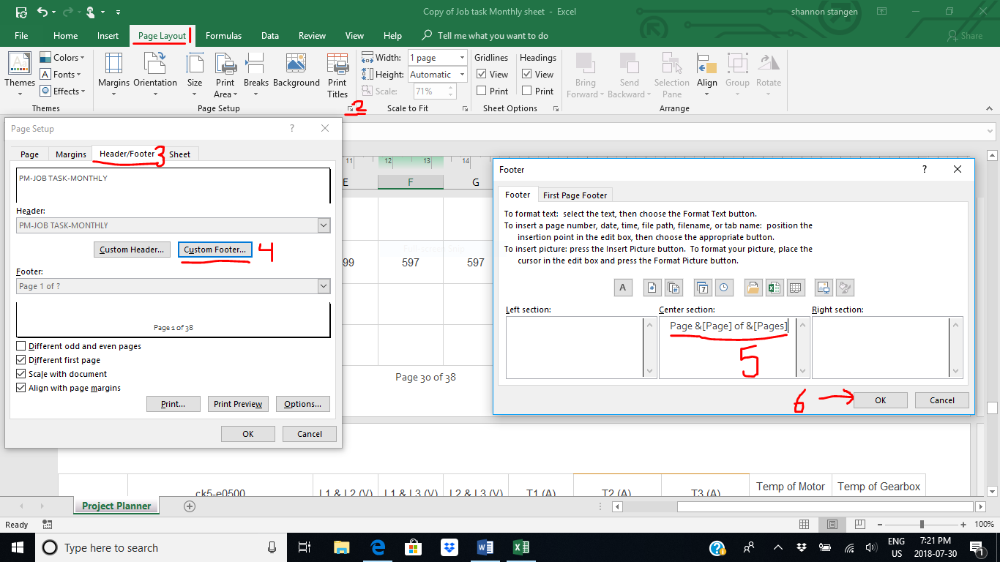 Copy of Job task Monthly sheet - Excel
shannon stangen
File Home Insert Page Layout 1 Formulas Data Review View Help Tell me what you want to do Share
Themes
Colors
Fonts
Effects
Themes
Margins Orientation Size Print Area Breaks Background Print Titles
Page Setup 2
Width: 1 page
Height: Automatic
Scale: 71%
Scale to Fit
Gridlines Headings
View View
Print Print
Sheet Options
Bring Forward Send Backward Selection Pane Align Group Rotate
Arrange
Page Setup ?
Page Margins Header/Footer 3 Sheet
PM-JOB TASK-MONTHLY
Header:
PM-JOB TASK-MONTHLY
Custom Header... Custom Footer... 4
Footer:
Page 1 of ?
Page 1 of 38
Different odd and even pages
Different first page
Scale with document
Align with page margins
Print... Print Preview Options...
OK Cancel
11 12 13 14
E F G
99 597 597
Page 30 of 38
Footer ?
Footer First Page Footer
To format text: select the text, then choose the Format Text button.
To insert a page number, date, time, file path, filename, or tab name: position the
insertion point in the edit box, then choose the appropriate button.
To insert picture: press the Insert Picture button. To format your picture, place the
cursor in the edit box and press the Format Picture button.
A # # 7
Left section: Center section: Right section:
Page &[Page] of &[Pages]
5
6 OK Cancel
ck5-e0500 L1 & L2 (V) L1 & L3 (V) L2 & L3 (V) T1 (A) T2 (A) T3 (A) Temp of Motor Temp of Gearbox
Project Planner
Ready 100%
Type here to search
ENG 7:21 PM
US 2018-07-30
1